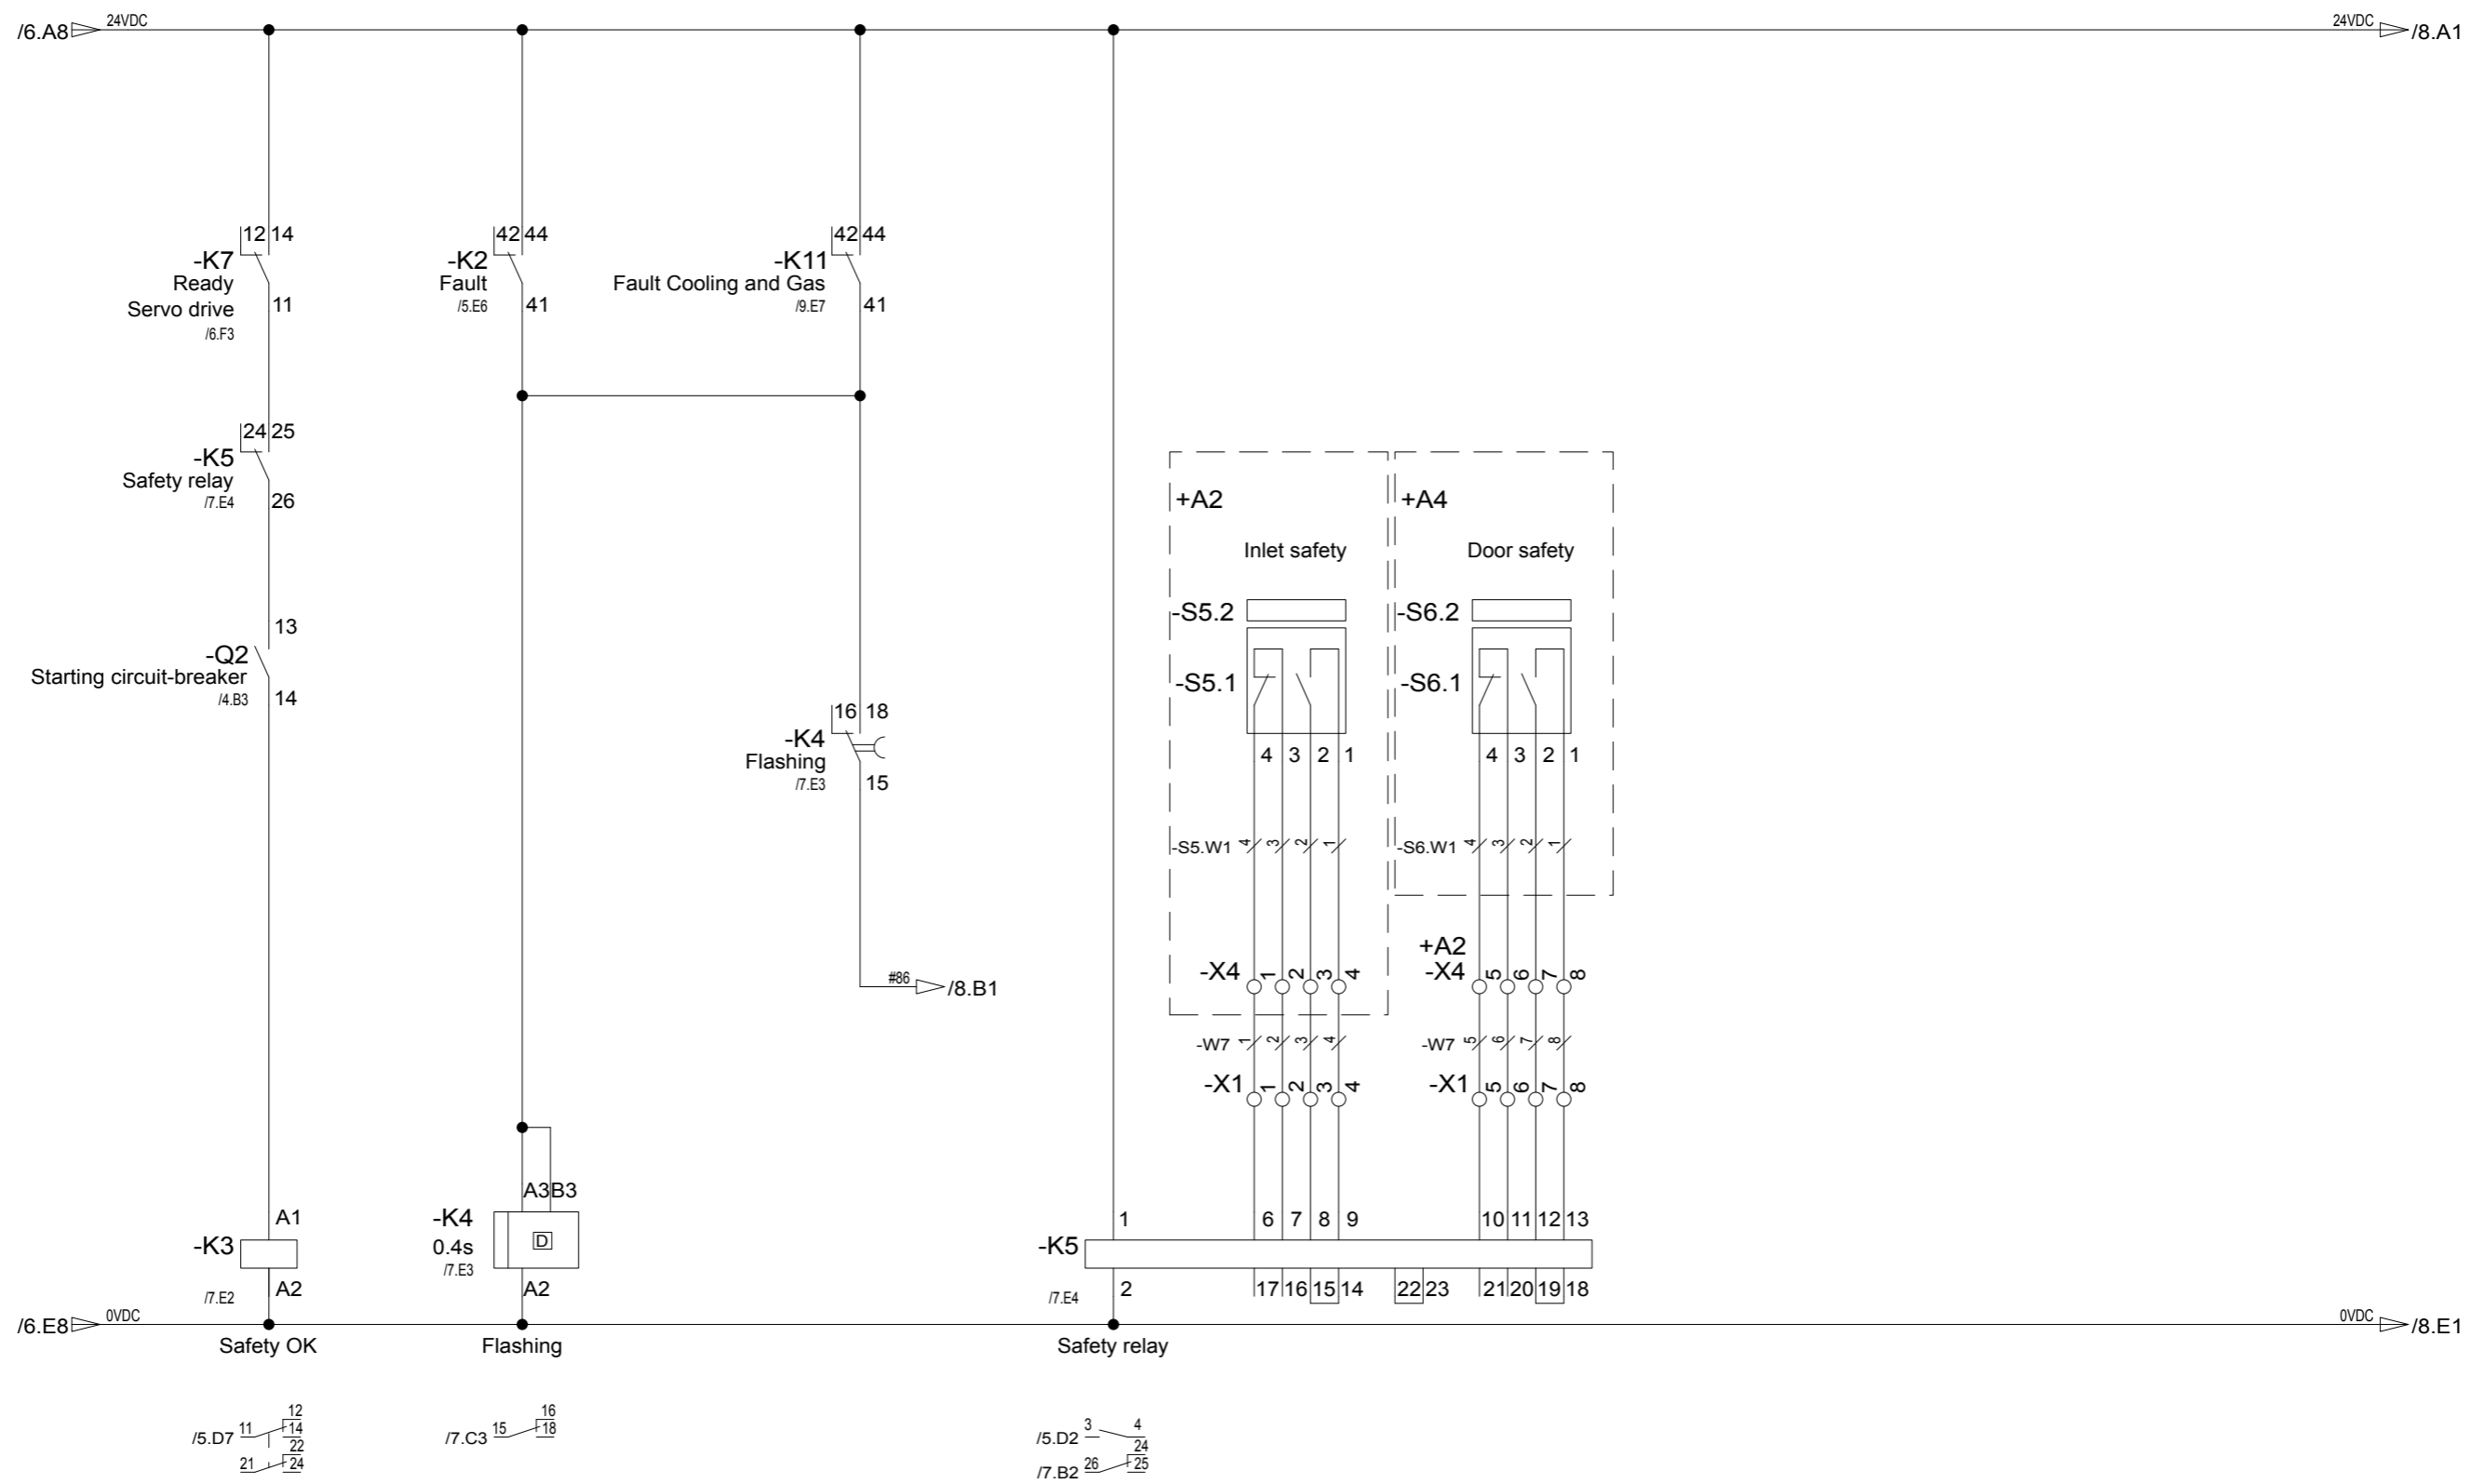 /6.A8 24VDC 24VDC /8.A1
12 14
-K7
Ready
Servo drive
/6.F3
11
42 44
-K2
Fault
/5.E6
41
42 44
-K11
Fault Cooling and Gas
/9.E7
41
24 25
-K5
Safety relay
/7.E4
26
13
-Q2
Starting circuit-breaker
/4.B3
14
16 18
-K4
Flashing
/7.E3
15
#86 /8.B1
+A2
Inlet safety
-S5.2
-S5.1
4 3 2 1
-S5.W1 4 3 2 1
-X4 1 2 3 4
-W7 1 2 3 4
-X1 1 2 3 4
+A4
Door safety
-S6.2
-S6.1
4 3 2 1
-S6.W1 4 3 2 1
+A2
-X4 5 6 7 8
-W7 5 6 7 8
-X1 5 6 7 8
A1
-K3
/7.E2
A2
A3 B3
-K4
0.4s
/7.E3
D
A2
1 6 7 8 9 10 11 12 13
-K5
/7.E4
2 17 16 15 14 22 23 21 20 19 18
/6.E8 0VDC 0VDC /8.E1
Safety OK
Flashing
Safety relay
12
/5.D7 11 14
22
21 24
16
/7.C3 15 18
/5.D2 3 4
24
/7.B2 26 25